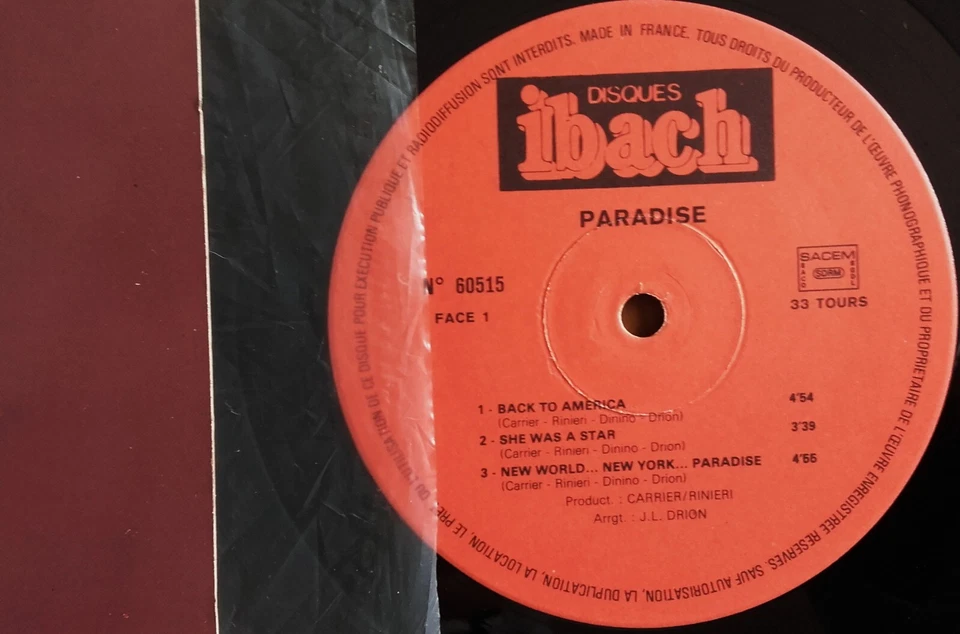 DISQUES
ibach
PARADISE
N° 60515
FACE 1
SACEM
SACD
SDRM
SGDL
33 TOURS
1 - BACK TO AMERICA 4'54
(Carrier - Rinieri - Dinino - Drion)
2 - SHE WAS A STAR 3'39
(Carrier - Rinieri - Dinino - Drion)
3 - NEW WORLD... NEW YORK... PARADISE 4'55
(Carrier - Rinieri - Dinino - Drion)
Product. : CARRIER/RINIERI
Arrgt. : J.L. DRION
MADE IN FRANCE. TOUS DROITS DU PRODUCTEUR DE L'ŒUVRE PHONOGRAPHIQUE ET DU PROPRIETAIRE DE L'ŒUVRE ENREGISTREE RESERVES. SAUF AUTORISATION, LA DUPLICATION, LA LOCATION, LE PRET OU L'UTILISATION DE CE DISQUE POUR EXECUTION PUBLIQUE ET RADIODIFFUSION SONT INTERDITS.